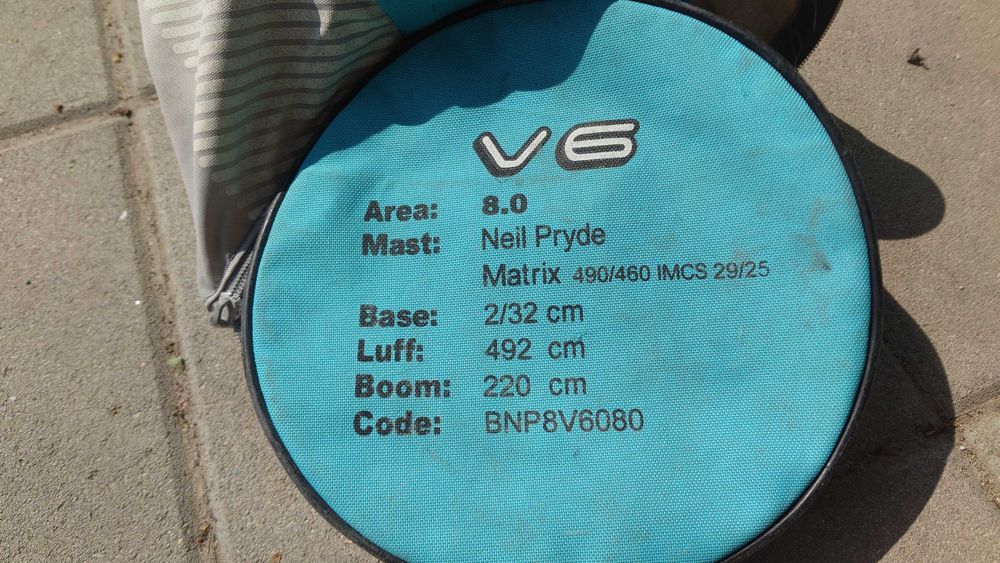 V6
Area: 8.0
Mast: Neil Pryde
Matrix 490/460 IMCS 29/25
Base: 2/32 cm
Luff: 492 cm
Boom: 220 cm
Code: BNP8V6080